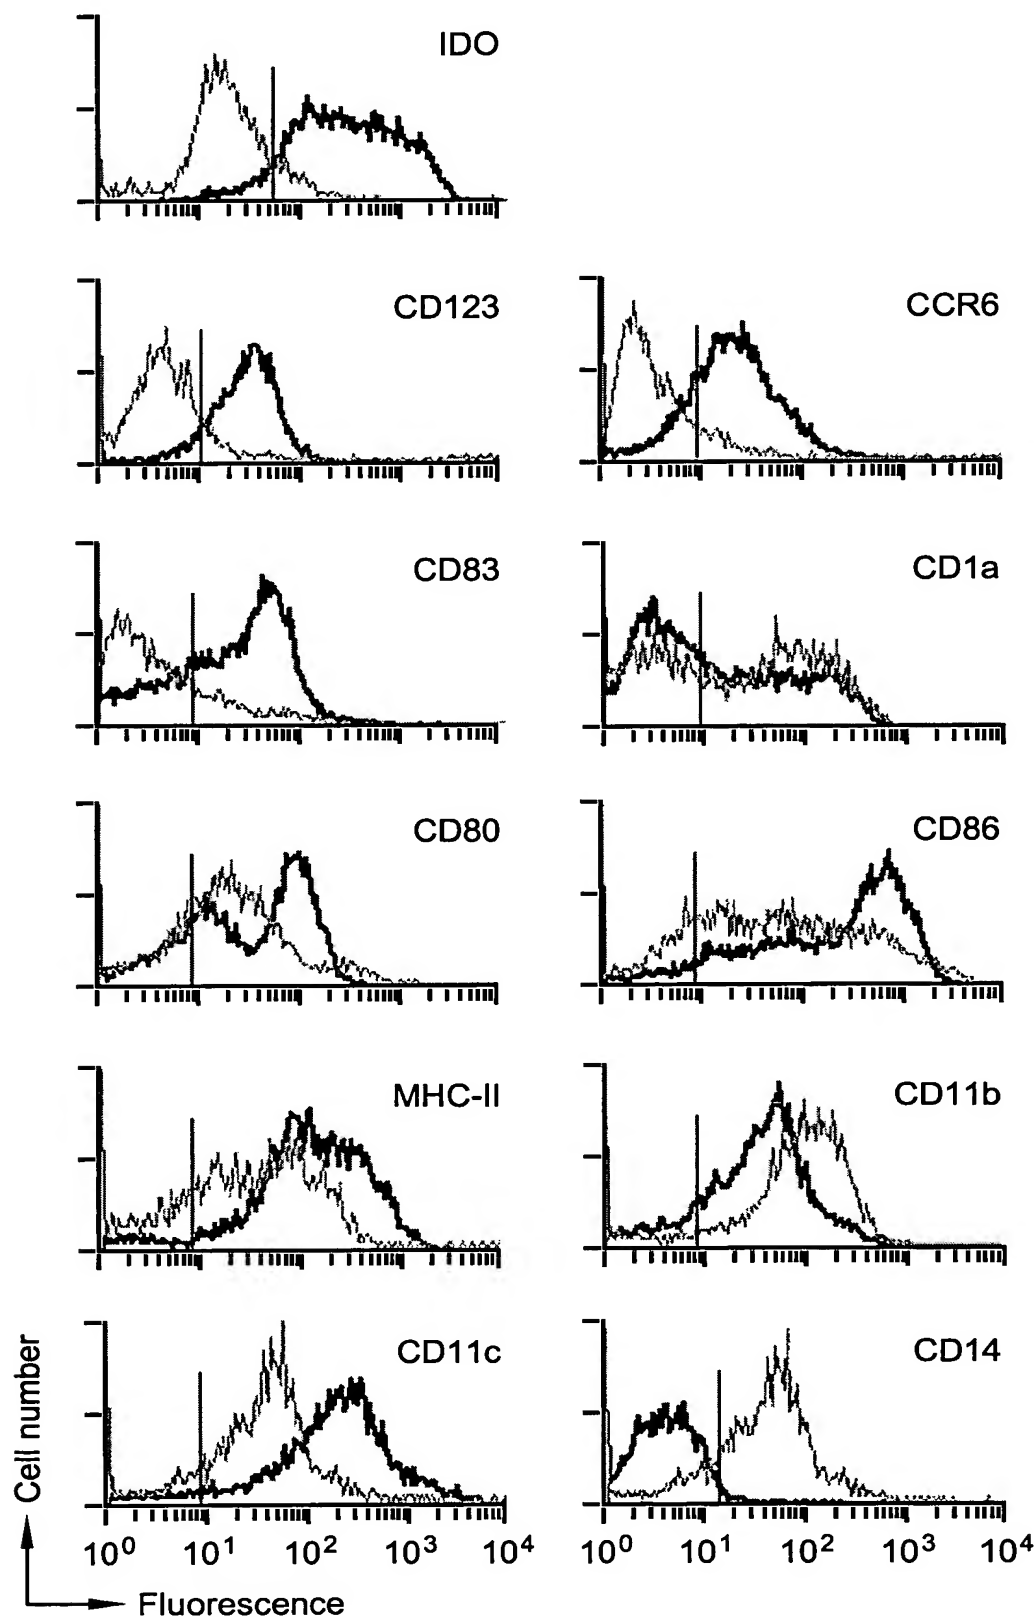 IDO
CD123
CCR6
CD83
CD1a
CD80
CD86
MHC-II
CD11b
CD11c
CD14
Cell number
10⁰ 10¹ 10² 10³ 10⁴
10⁰ 10¹ 10² 10³ 10⁴
Fluorescence